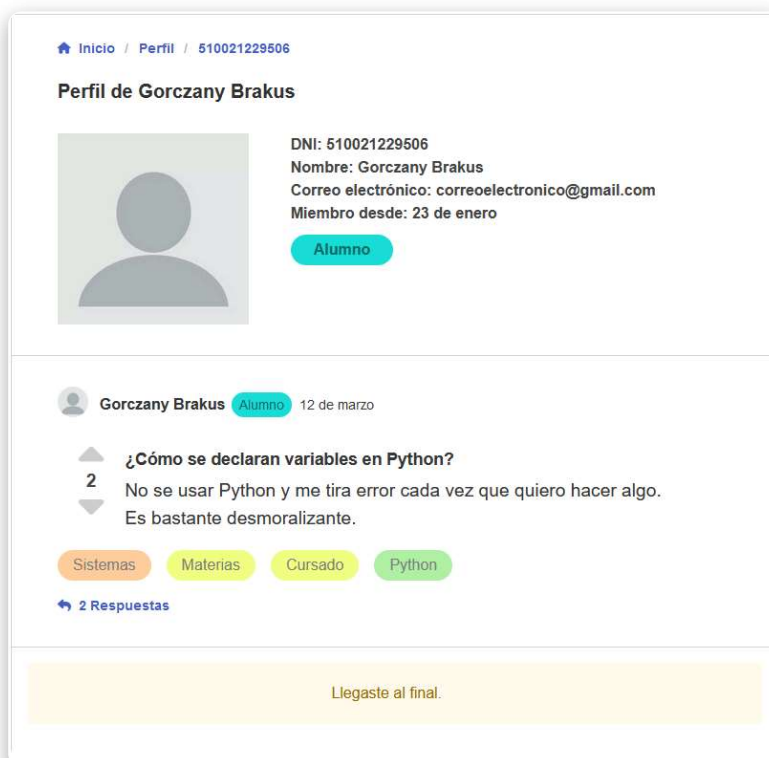 Inicio / Perfil / 510021229506
Perfil de Gorczany Brakus
DNI: 510021229506
Nombre: Gorczany Brakus
Correo electrónico: correoelectronico@gmail.com
Miembro desde: 23 de enero
Alumno
Gorczany Brakus Alumno 12 de marzo
¿Cómo se declaran variables en Python?
2
No se usar Python y me tira error cada vez que quiero hacer algo.
Es bastante desmoralizante.
Sistemas Materias Cursado Python
2 Respuestas
Llegaste al final.